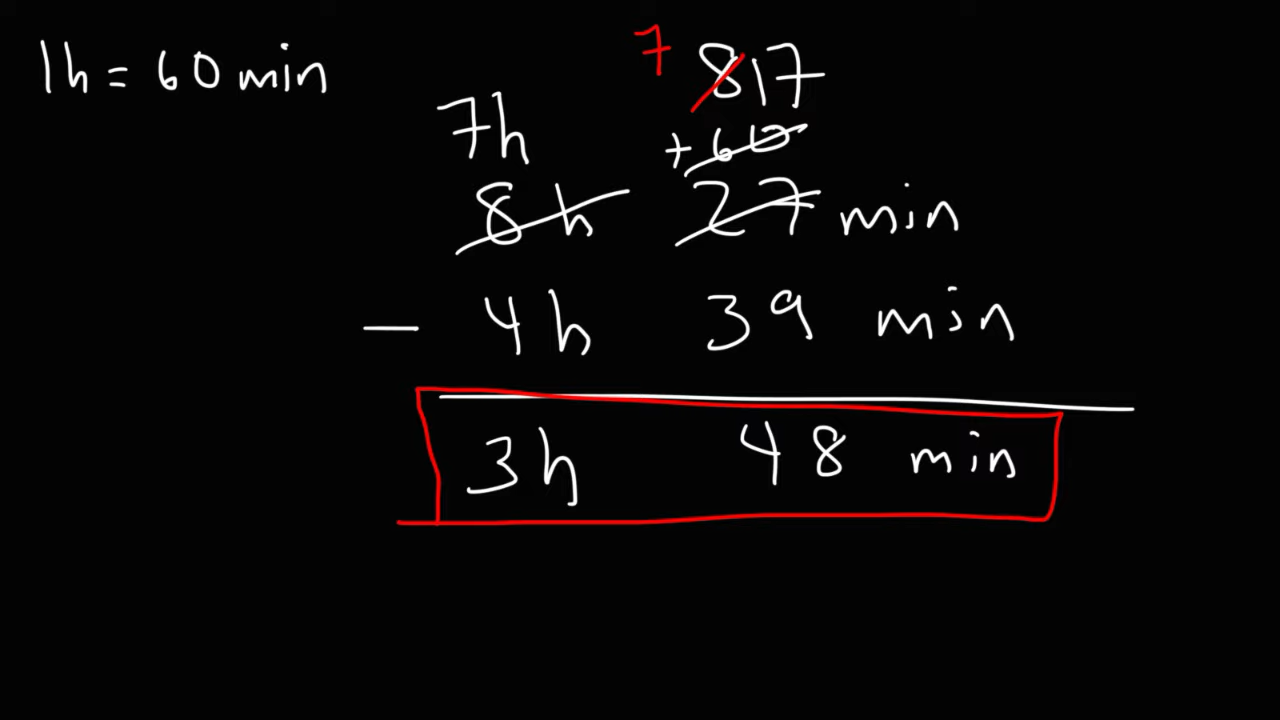 1h = 60 min
7 817
7h
+60
8h 27 min
- 4h 39 min
3h 48 min